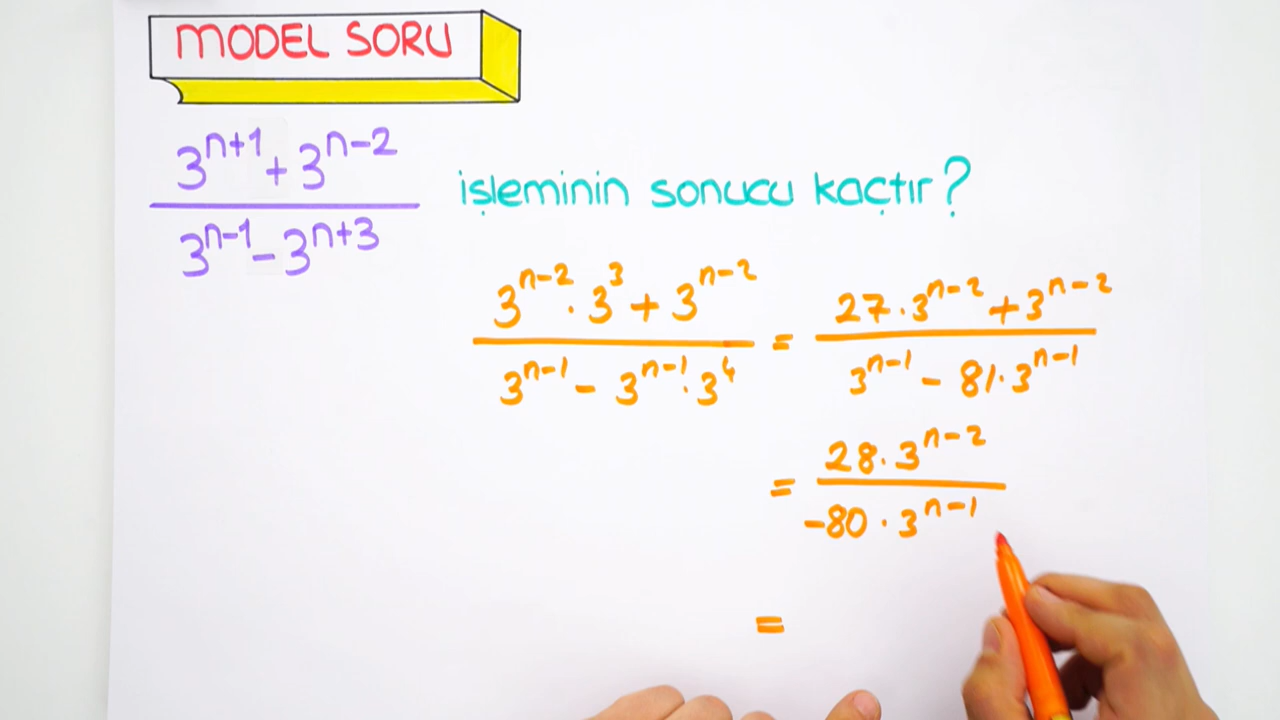 MODEL SORU
3^{n+1} + 3^{n-2} / 3^{n-1} - 3^{n+3} işleminin sonucu kaçtır?
3^{n-2} · 3^3 + 3^{n-2} / 3^{n-1} - 3^{n-1} · 3^4 = 27 · 3^{n-2} + 3^{n-2} / 3^{n-1} - 81 · 3^{n-1}
= 28 · 3^{n-2} / -80 · 3^{n-1}
=